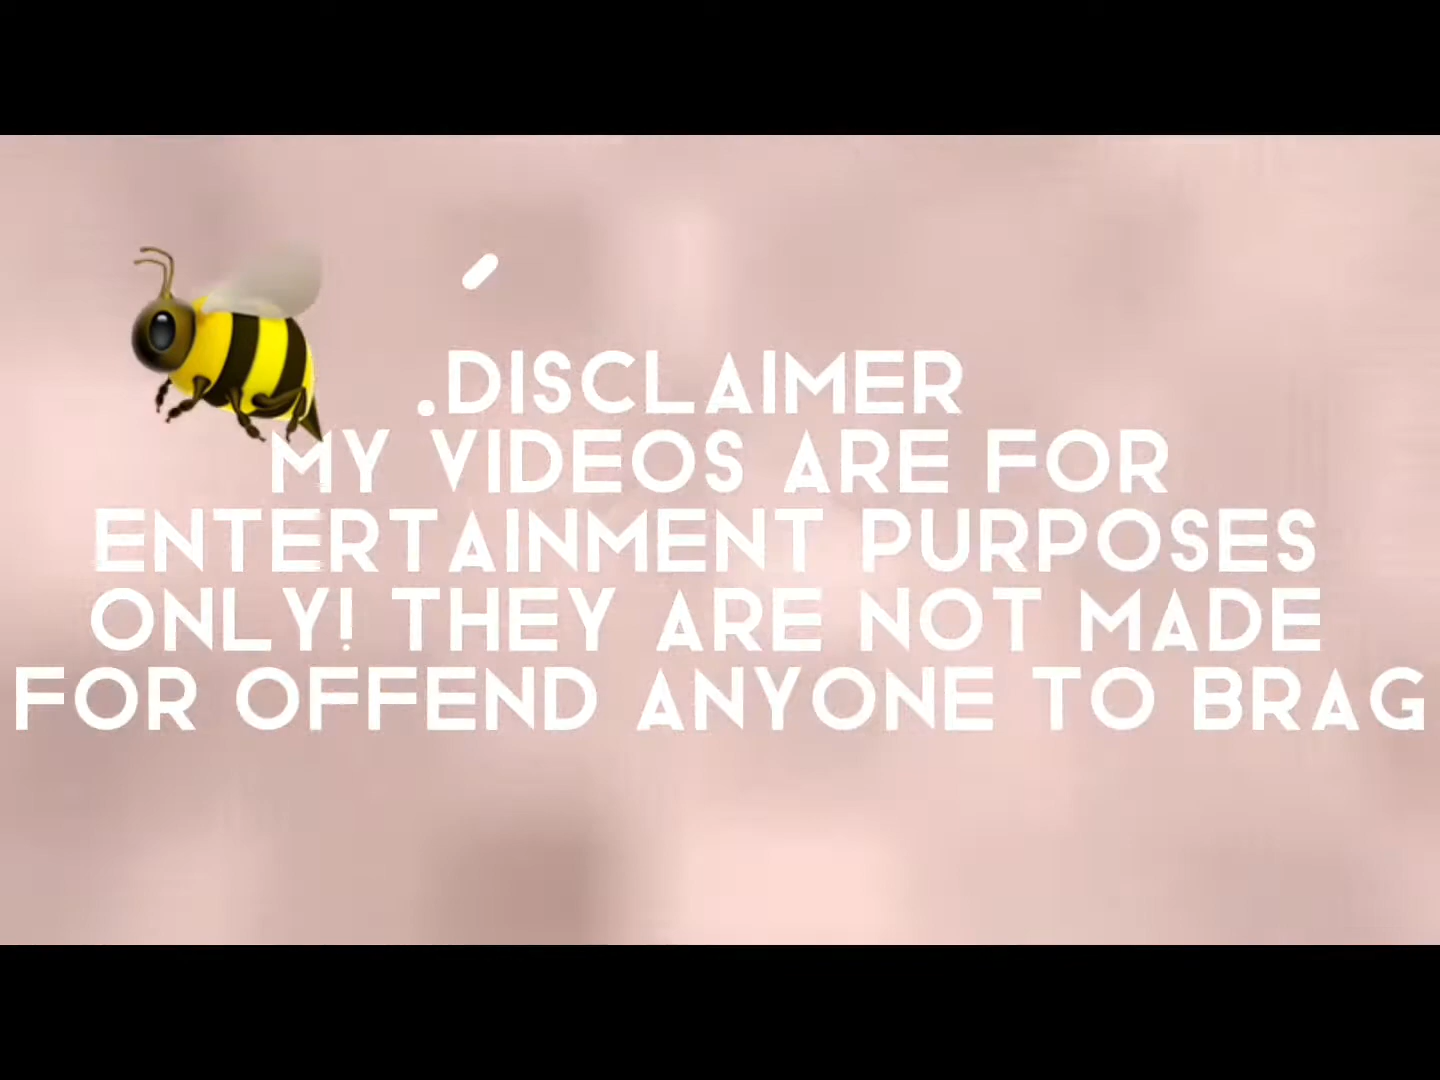 .DISCLAIMER
MY VIDEOS ARE FOR
ENTERTAINMENT PURPOSES
ONLY! THEY ARE NOT MADE
FOR OFFEND ANYONE TO BRAG